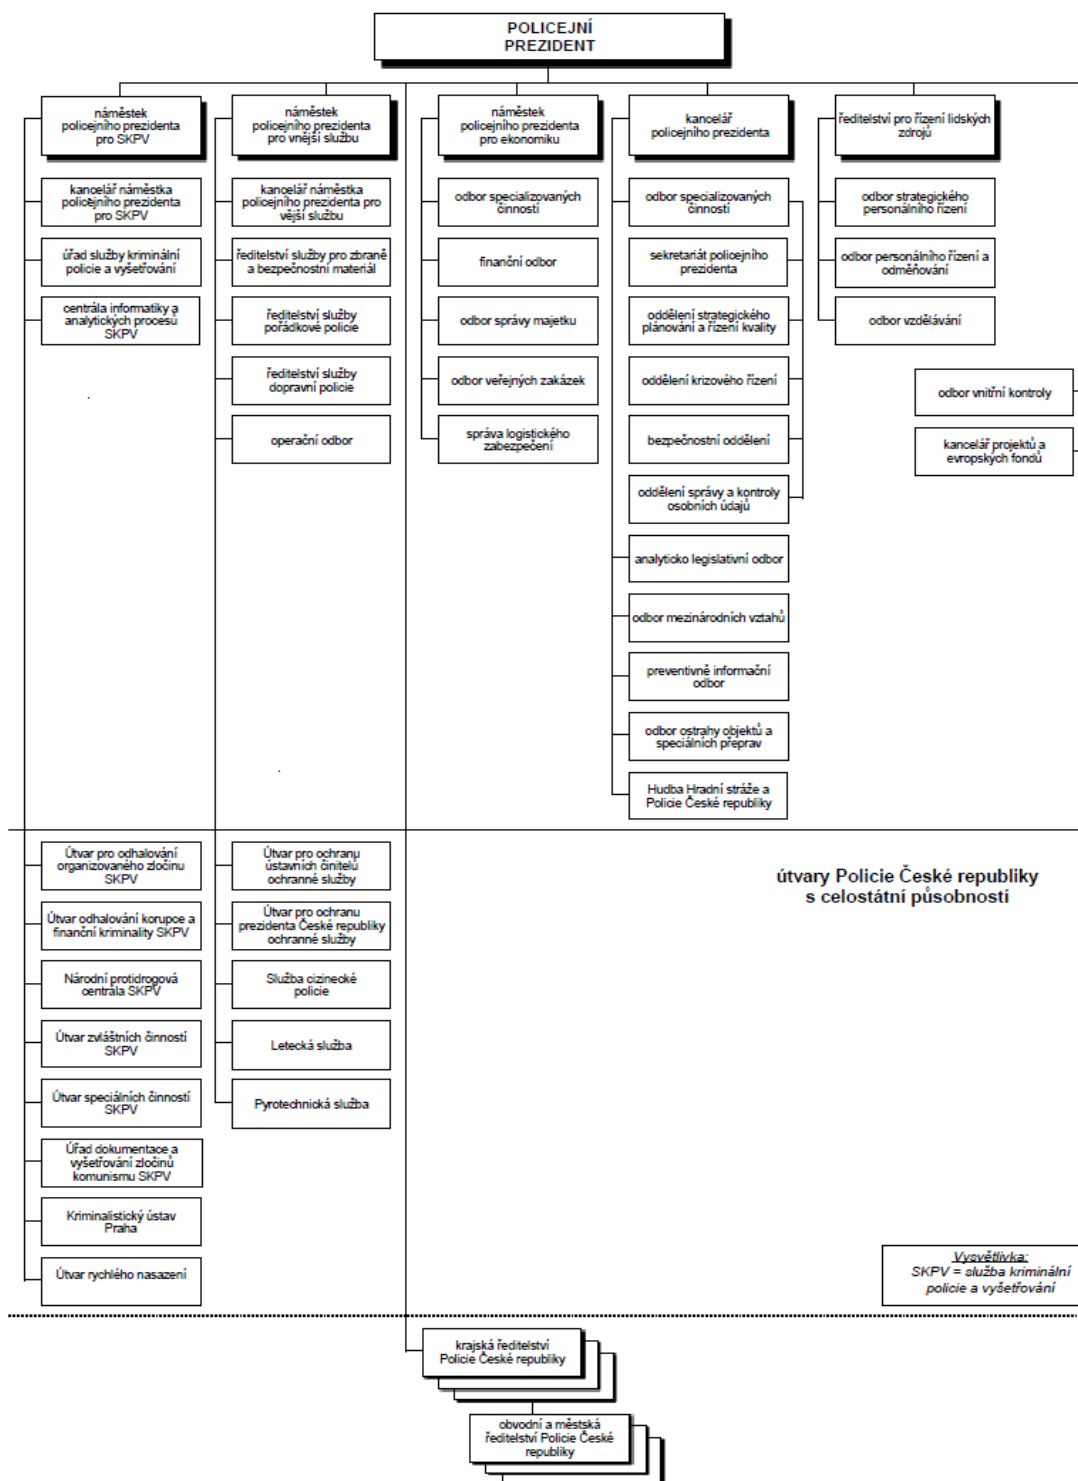 POLICEJNÍ
PREZIDENT
náměstek
policejního prezidenta
pro SKPV
kancelář náměstka
policejního prezidenta
pro SKPV
úřad služby kriminální
policie a vyšetřování
centrála informatiky a
analytických procesů
SKPV
náměstek
policejního prezidenta
pro vnější službu
kancelář náměstka
policejního prezidenta pro
vější službu
ředitelství služby pro zbraně
a bezpečnostní materiál
ředitelství služby
pořádkové policie
ředitelství služby
dopravní policie
operační odbor
náměstek
policejního prezidenta
pro ekonomiku
odbor specializovaných
činností
finanční odbor
odbor správy majetku
odbor veřejných zakázek
správa logistického
zabezpečení
kancelář
policejního prezidenta
odbor specializovaných
činností
sekretariát policejního
prezidenta
oddělení strategického
plánování a řízení kvality
oddělení krizového řízení
bezpečnostní oddělení
oddělení správy a kontroly
osobních údajů
analyticko legislativní odbor
odbor mezinárodních vztahů
preventivně informační
odbor
odbor ostrahy objektů a
speciálních přeprav
Hudba Hradní stráže a
Policie České republiky
ředitelství pro řízení lidských
zdrojů
odbor strategického
personálního řízení
odbor personálního řízení a
odměňování
odbor vzdělávání
odbor vnitřní kontroly
kancelář projektů a
evropských fondů
útvary Policie České republiky
s celostátní působností
Útvar pro odhalování
organizovaného zločinu
SKPV
Útvar odhalování korupce a
finanční kriminality SKPV
Národní protidrogová
centrála SKPV
Útvar zvláštních činností
SKPV
Útvar speciálních činností
SKPV
Úřad dokumentace a
vyšetřování zločinů
komunismu SKPV
Kriminalistický ústav
Praha
Útvar rychlého nasazení
Útvar pro ochranu
ústavních činitelů
ochranné služby
Útvar pro ochranu
prezidenta České republiky
ochranné služby
Služba cizinecké
policie
Letecká služba
Pyrotechnická služba
Vysvětlivka:
SKPV = služba kriminální
policie a vyšetřování
krajská ředitelství
Policie České republiky
obvodní a městská
ředitelství Policie České
republiky